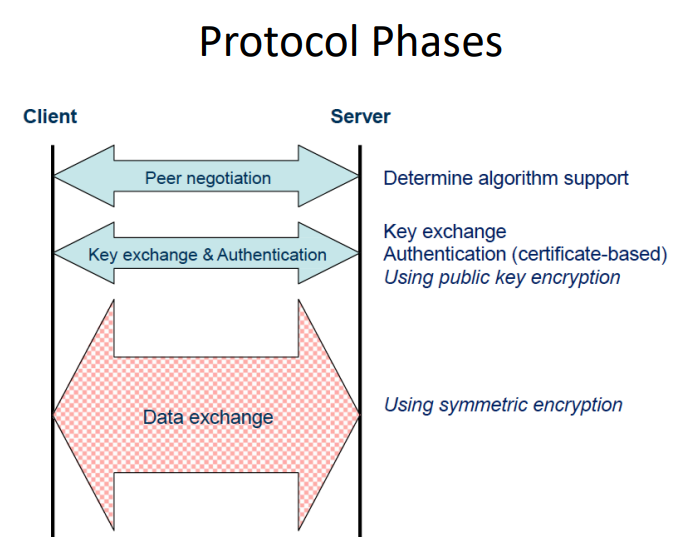 Protocol Phases
Client
Server
Peer negotiation
Determine algorithm support
Key exchange & Authentication
Key exchange
Authentication (certificate-based)
Using public key encryption
Data exchange
Using symmetric encryption